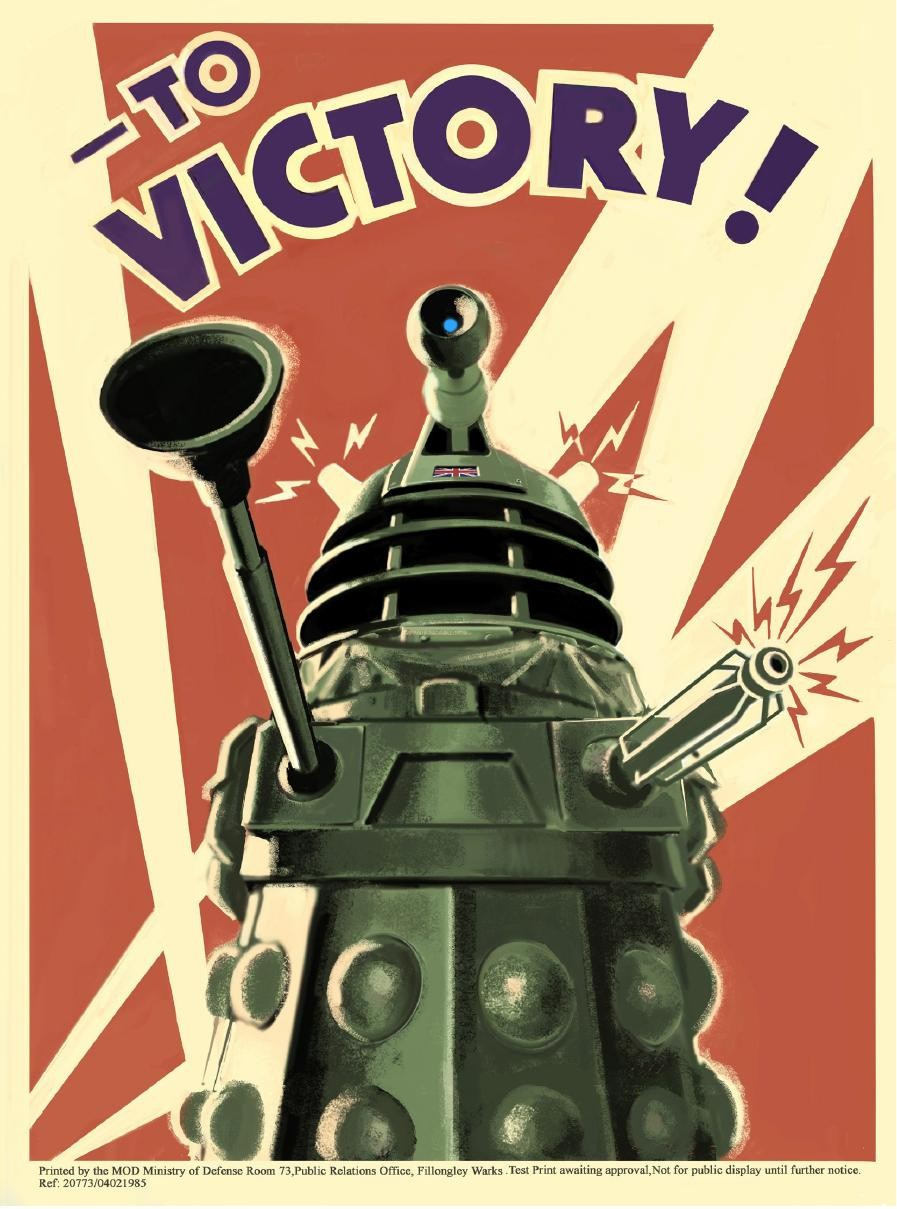 – TO
VICTORY!
Printed by the MOD Ministry of Defense Room 73,Public Relations Office, Fillongley Warks .Test Print awaiting approval,Not for public display until further notice.
Ref: 20773/04021985